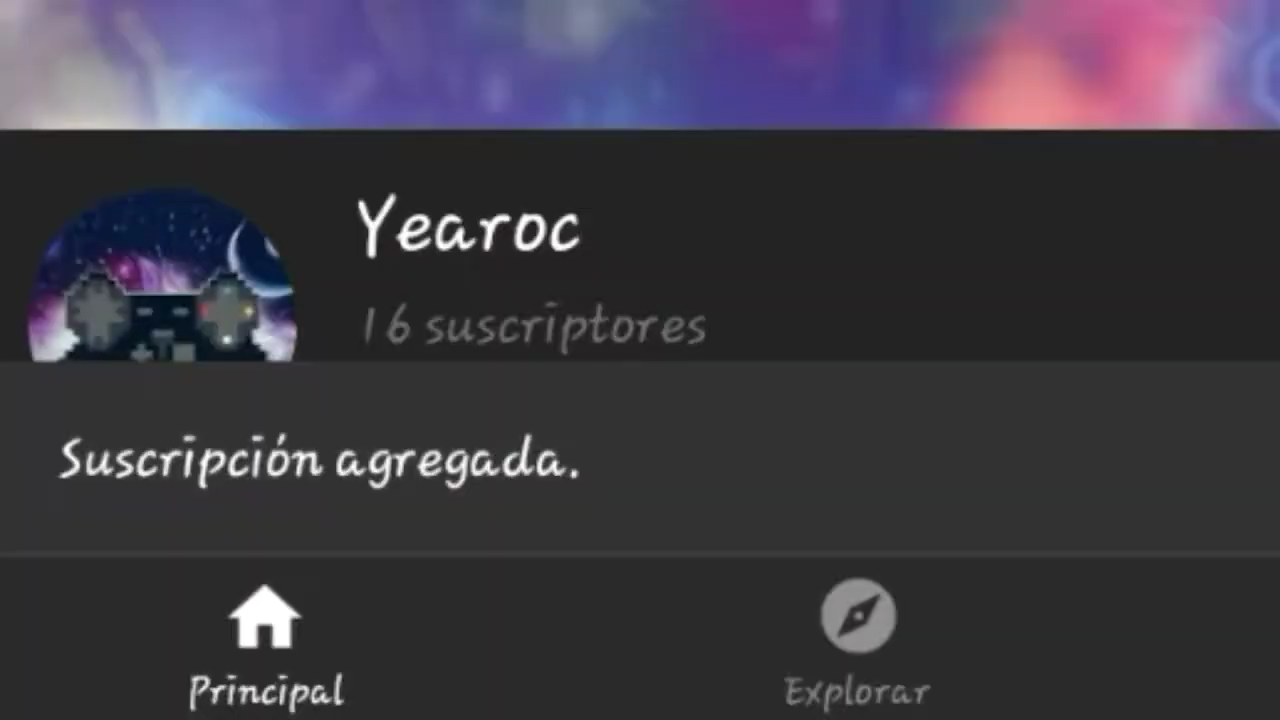 Yearoc
16 suscriptores
Suscripción agregada.
Principal
Explorar